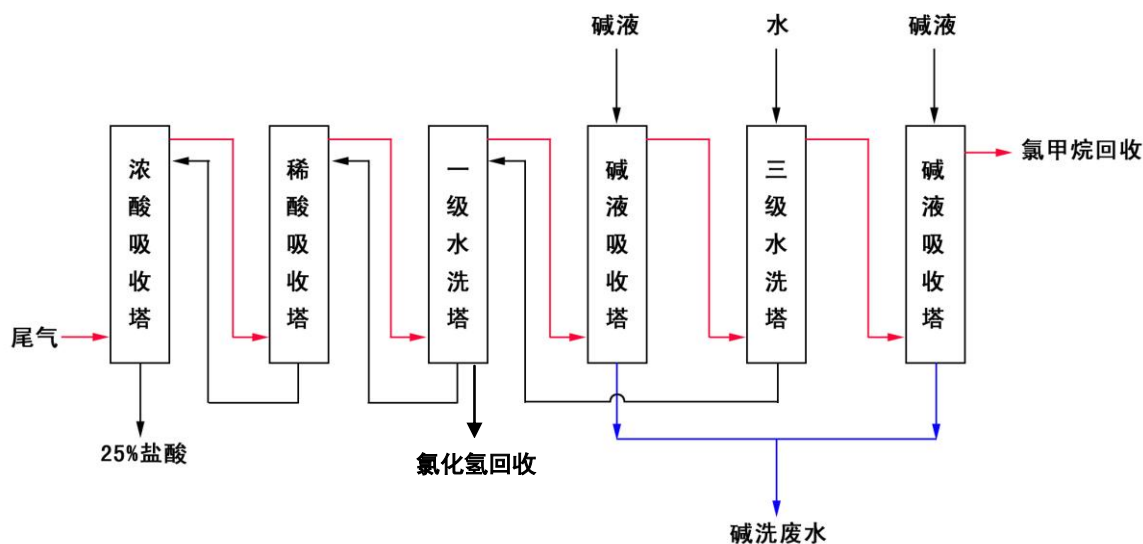 碱液
水
碱液
浓酸吸收塔
稀酸吸收塔
一级水洗塔
碱液吸收塔
三级水洗塔
碱液吸收塔
氯甲烷回收
尾气
25%盐酸
氯化氢回收
碱洗废水